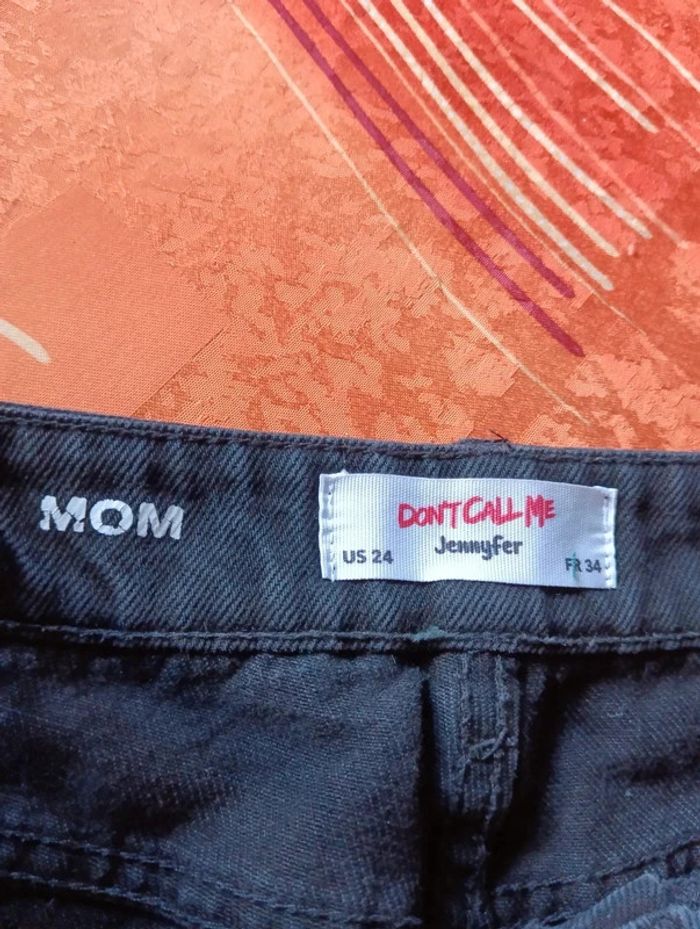 MOM
DON'T CALL ME
Jennyfer
US 24
FR 34